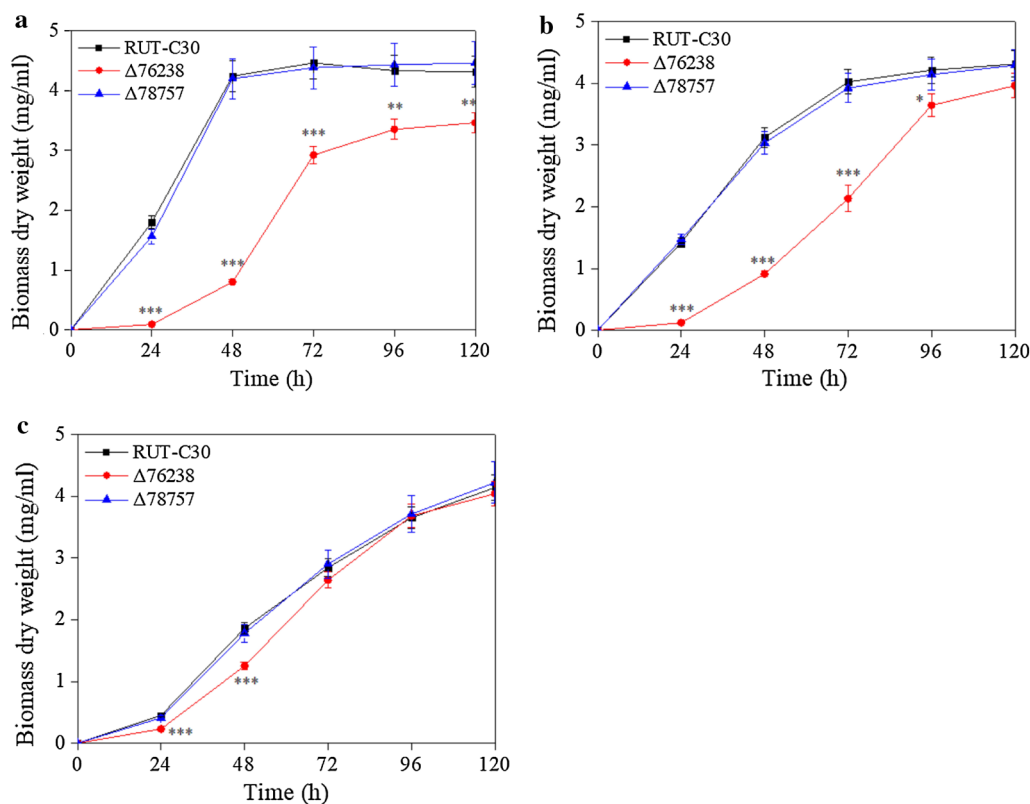 a
5
4
3
2
1
0
Biomass dry weight (mg/ml)
RUT-C30
Δ76238
Δ78757
***
***
***
**
**
0 24 48 72 96 120
Time (h)
b
5
4
3
2
1
0
Biomass dry weight (mg/ml)
RUT-C30
Δ76238
Δ78757
***
***
***
*
0 24 48 72 96 120
Time (h)
c
5
4
3
2
1
0
Biomass dry weight (mg/ml)
RUT-C30
Δ76238
Δ78757
***
***
0 24 48 72 96 120
Time (h)